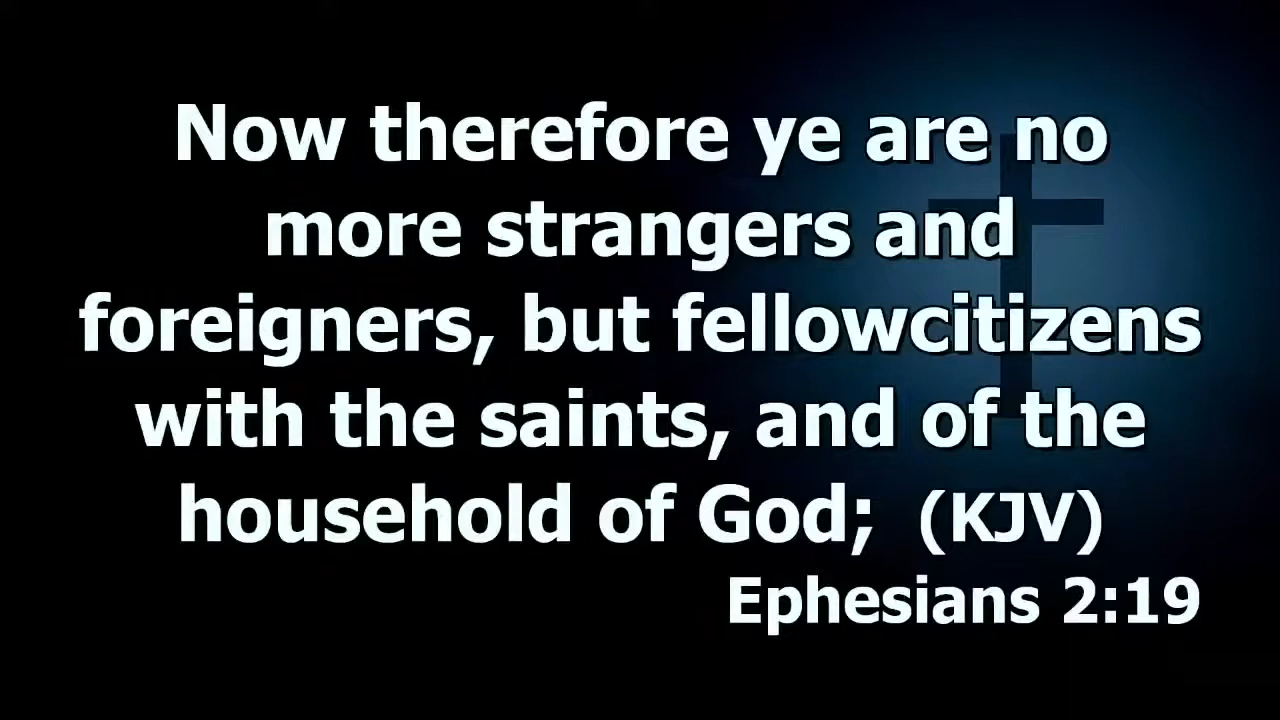 Now therefore ye are no
more strangers and
foreigners, but fellowcitizens
with the saints, and of the
household of God; (KJV)
Ephesians 2:19